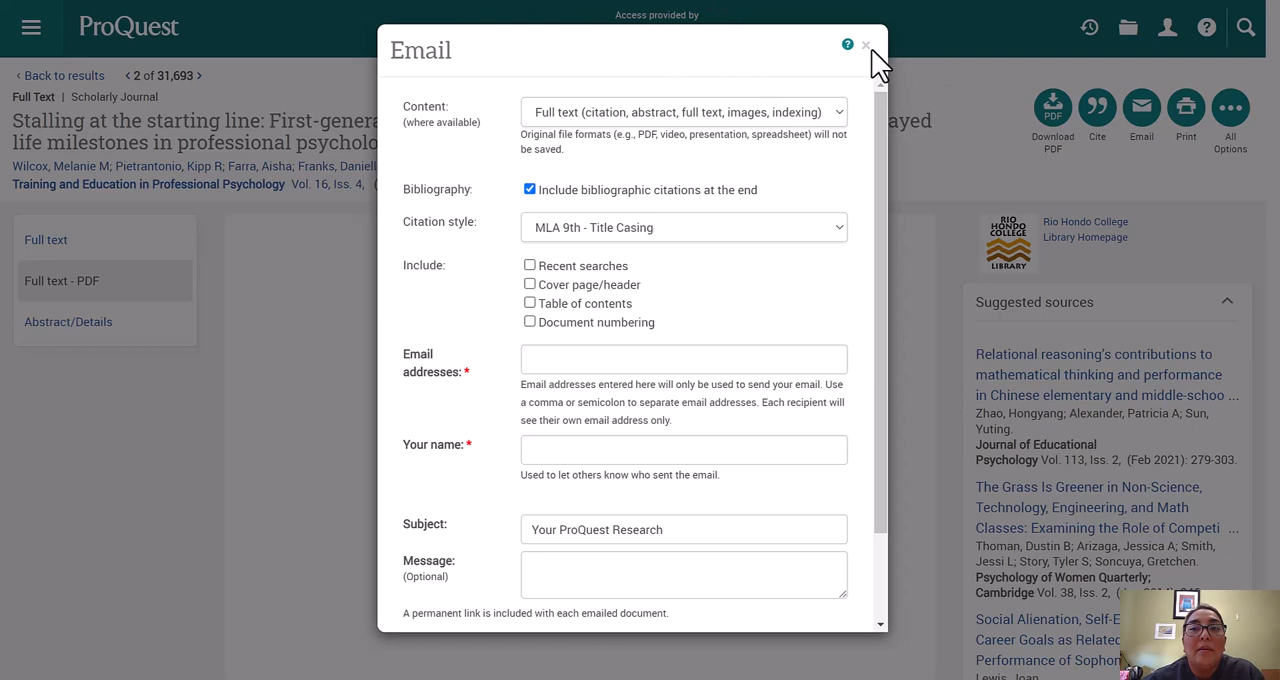 Access provided by
ProQuest
‹ Back to results ‹ 2 of 31,693 ›
Full Text | Scholarly Journal
Stalling at the starting line: First-genera
ayed
life milestones in professional psycholo
Wilcox, Melanie M; Pietrantonio, Kipp R; Farra, Aisha; Franks, Daniell
Training and Education in Professional Psychology Vol. 16, Iss. 4,
PDF
Download PDF
Cite
Email
Print
All Options
Full text
Full text - PDF
Abstract/Details
Email
?
×
Content:
(where available)
Full text (citation, abstract, full text, images, indexing)
Original file formats (e.g., PDF, video, presentation, spreadsheet) will not
be saved.
Bibliography:
Include bibliographic citations at the end
Citation style:
MLA 9th - Title Casing
Include:
Recent searches
Cover page/header
Table of contents
Document numbering
Email
addresses: *
Email addresses entered here will only be used to send your email. Use
a comma or semicolon to separate email addresses. Each recipient will
see their own email address only.
Your name: *
Used to let others know who sent the email.
Subject:
Your ProQuest Research
Message:
(Optional)
A permanent link is included with each emailed document.
RIO
HONDO
COLLEGE
LIBRARY
Rio Hondo College
Library Homepage
Suggested sources
Relational reasoning's contributions to
mathematical thinking and performance
in Chinese elementary and middle-schoo ...
Zhao, Hongyang; Alexander, Patricia A; Sun,
Yuting.
Journal of Educational
Psychology Vol. 113, Iss. 2, (Feb 2021): 279-303.
The Grass Is Greener in Non-Science,
Technology, Engineering, and Math
Classes: Examining the Role of Competi ...
Thoman, Dustin B; Arizaga, Jessica A; Smith,
Jessi L; Story, Tyler S; Soncuya, Gretchen.
Psychology of Women Quarterly;
Cambridge Vol. 38, Iss. 2,
Social Alienation, Self-E
Career Goals as Related
Performance of Sophom
Lewis, Joan